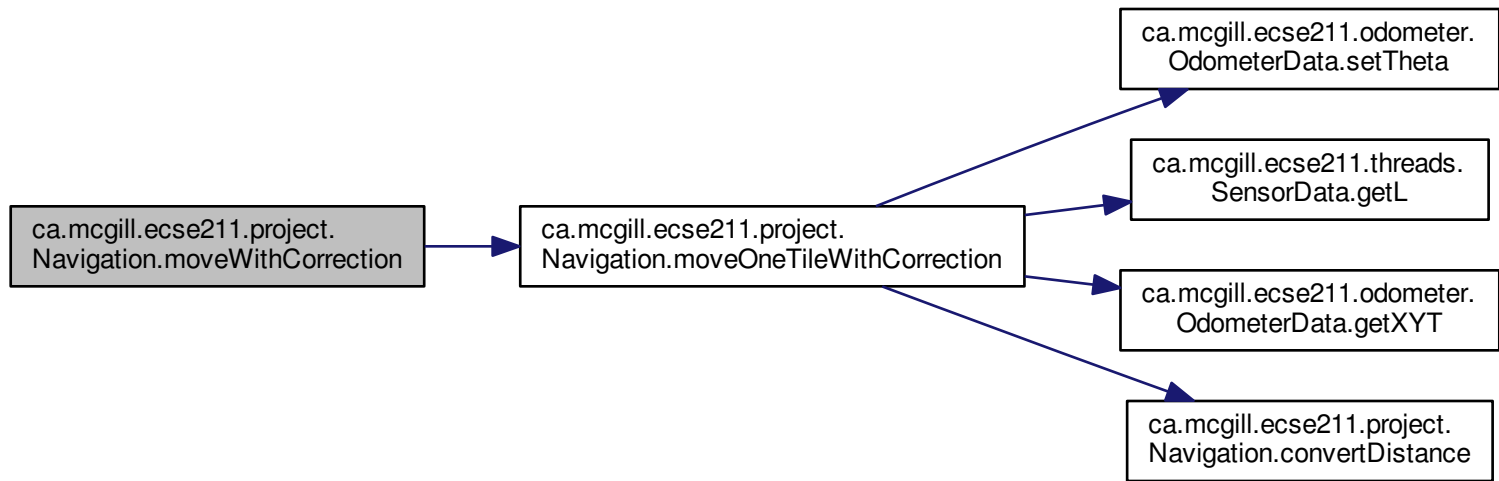 ca.mcgill.ecse211.project.
Navigation.moveWithCorrection
ca.mcgill.ecse211.project.
Navigation.moveOneTileWithCorrection
ca.mcgill.ecse211.odometer.
OdometerData.setTheta
ca.mcgill.ecse211.threads.
SensorData.getL
ca.mcgill.ecse211.odometer.
OdometerData.getXYT
ca.mcgill.ecse211.project.
Navigation.convertDistance